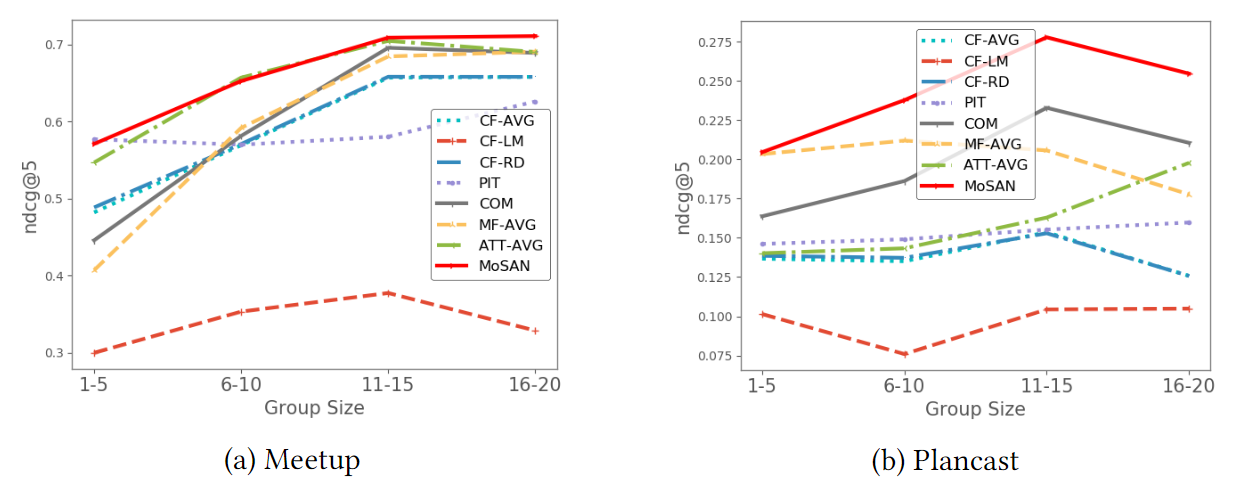 0.7
0.6
0.5
0.4
0.3
ndcg@5
1-5 6-10 11-15 16-20
Group Size
CF-AVG
CF-LM
CF-RD
PIT
COM
MF-AVG
ATT-AVG
MoSAN
(a) Meetup
0.275
0.250
0.225
0.200
0.175
0.150
0.125
0.100
0.075
ndcg@5
1-5 6-10 11-15 16-20
Group Size
CF-AVG
CF-LM
CF-RD
PIT
COM
MF-AVG
ATT-AVG
MoSAN
(b) Plancast